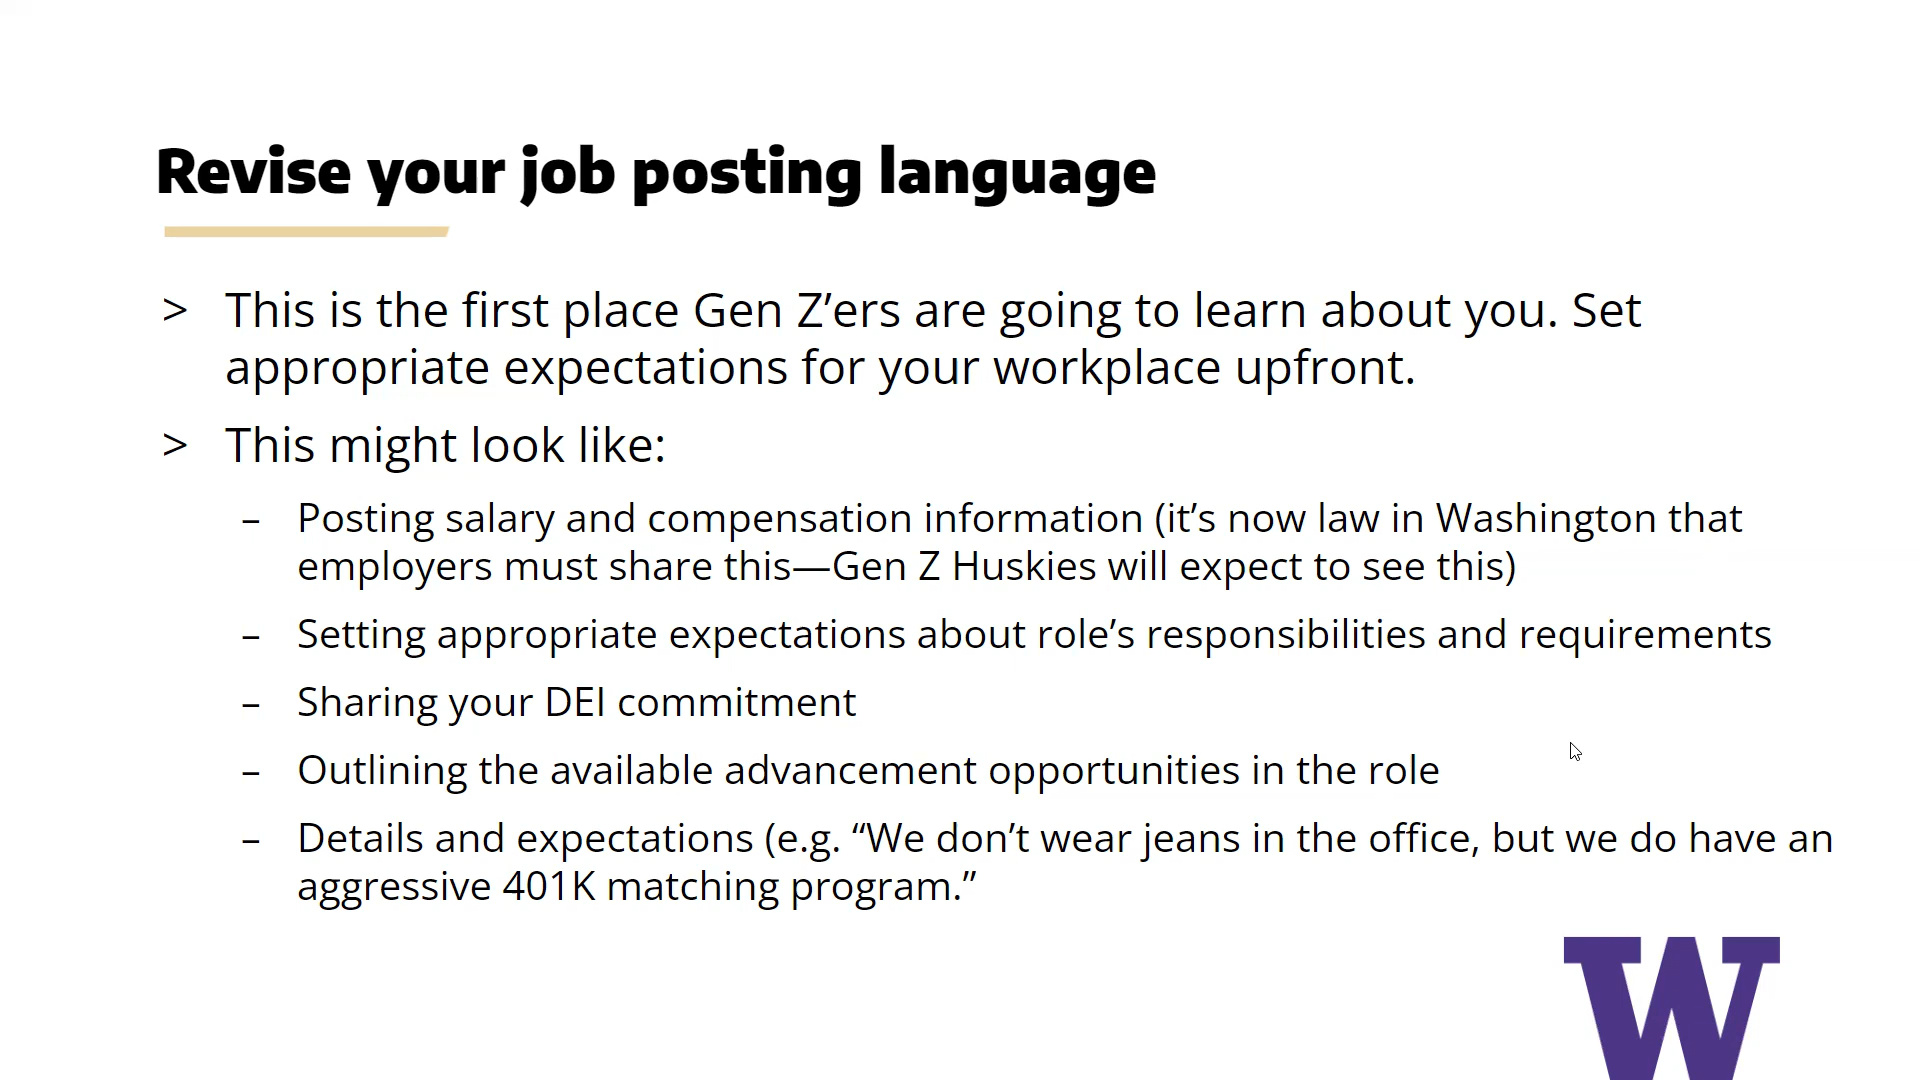 Revise your job posting language
> This is the first place Gen Z’ers are going to learn about you. Set
appropriate expectations for your workplace upfront.
> This might look like:
– Posting salary and compensation information (it’s now law in Washington that
employers must share this—Gen Z Huskies will expect to see this)
– Setting appropriate expectations about role’s responsibilities and requirements
– Sharing your DEI commitment
– Outlining the available advancement opportunities in the role
– Details and expectations (e.g. “We don’t wear jeans in the office, but we do have an
aggressive 401K matching program.”
W